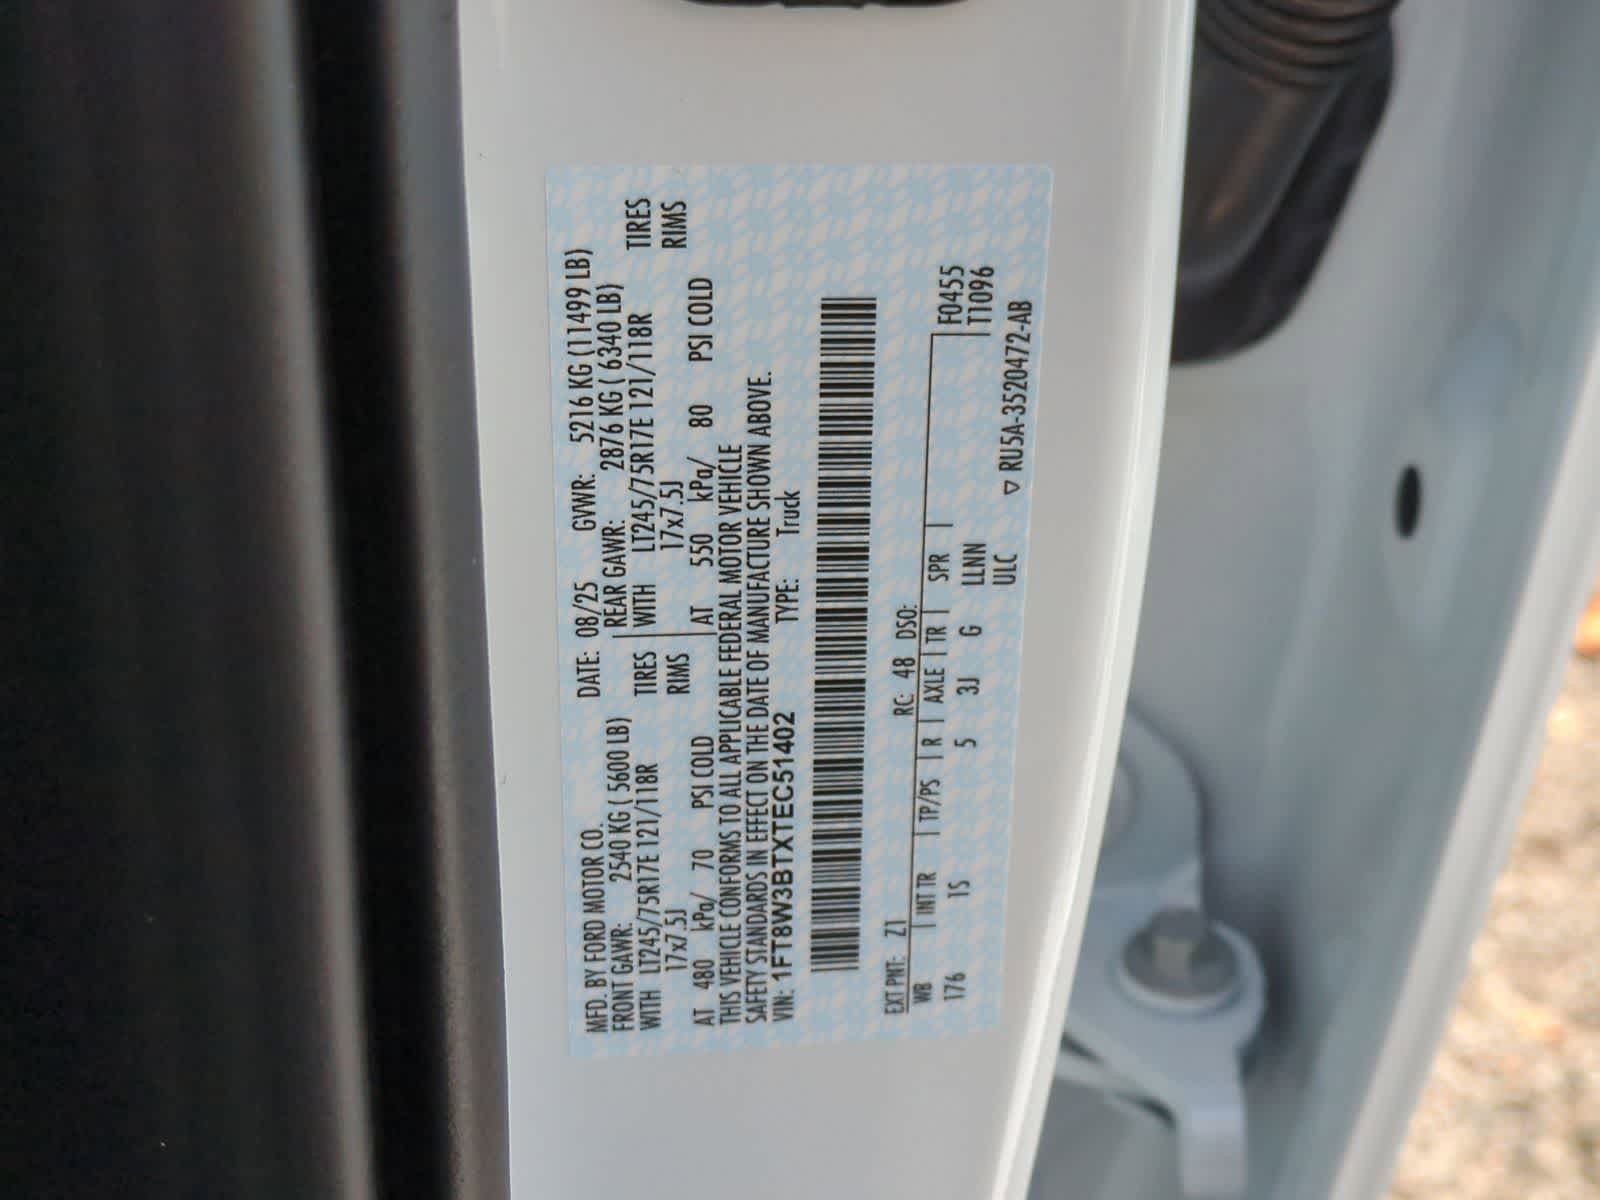 MFD. BY FORD MOTOR CO. DATE: 08/25 GVWR: 5216 KG (11499 LB)
FRONT GAWR: 2540 KG ( 5600 LB) REAR GAWR: 2876 KG ( 6340 LB)
WITH LT245/75R17E 121/118R TIRES WITH LT245/75R17E 121/118R TIRES
17x7.5J RIMS 17x7.5J RIMS
AT 480 kPa/ 70 PSI COLD AT 550 kPa/ 80 PSI COLD
THIS VEHICLE CONFORMS TO ALL APPLICABLE FEDERAL MOTOR VEHICLE
SAFETY STANDARDS IN EFFECT ON THE DATE OF MANUFACTURE SHOWN ABOVE.
VIN: 1FT8W3BTXTEC51402 TYPE: Truck
EXT PNT: Z1 RC: 48 DSO:
WB | INT TR | TP/PS | R | AXLE | TR | SPR | F0455
176 1S 5 3J G LLNN T1096
ULC ▽ RU5A-3520472-AB